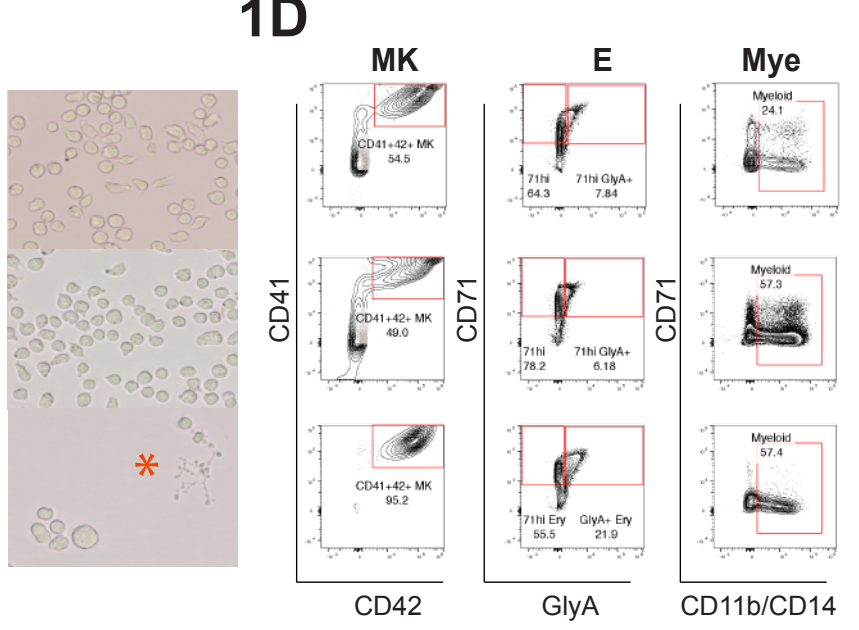 1D
MK
E
Mye
CD41
CD71
CD71
CD41+42+ MK
54.5
71hi
64.3
71hi GlyA+
7.84
Myeloid
24.1
CD41+42+ MK
49.0
71hi
78.2
71hi GlyA+
6.18
Myeloid
57.3
*
CD41+42+ MK
95.2
71hi Ery
55.5
GlyA+ Ery
21.9
Myeloid
57.4
CD42
GlyA
CD11b/CD14